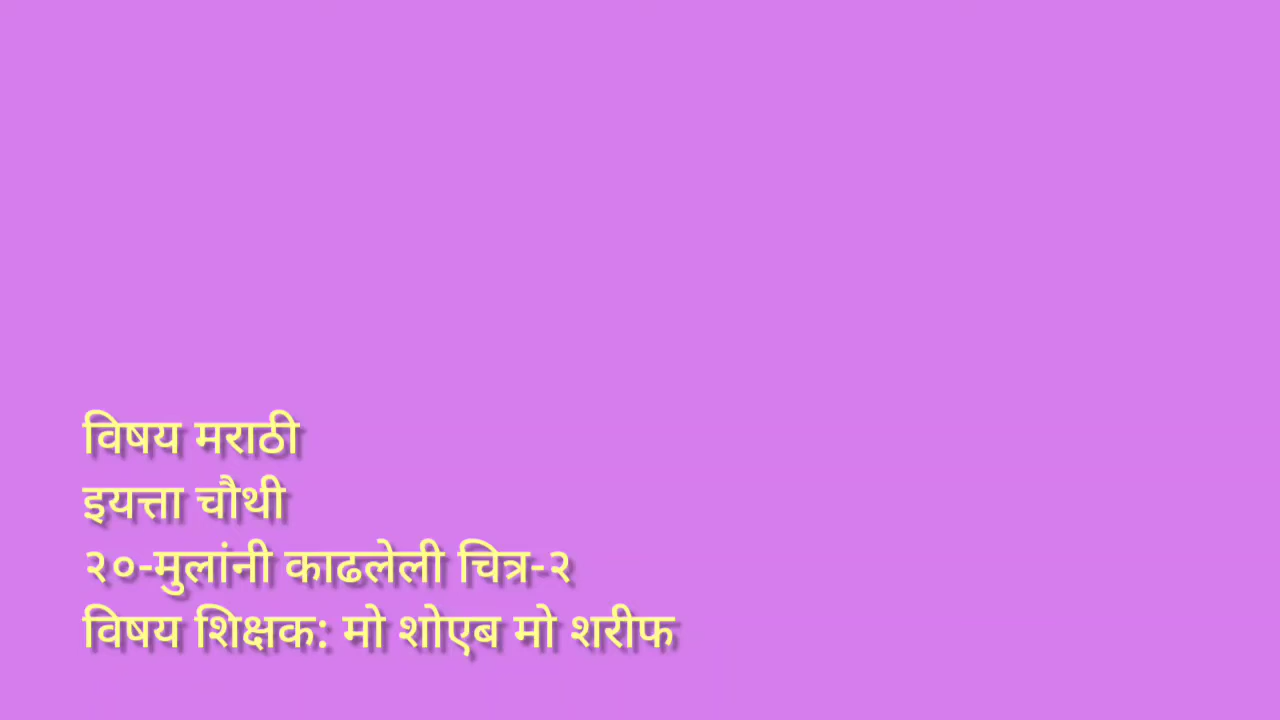 विषय मराठी
इयत्ता चौथी
२०-मुलांनी काढलेली चित्र-२
विषय शिक्षक: मो शोएब मो शरीफ